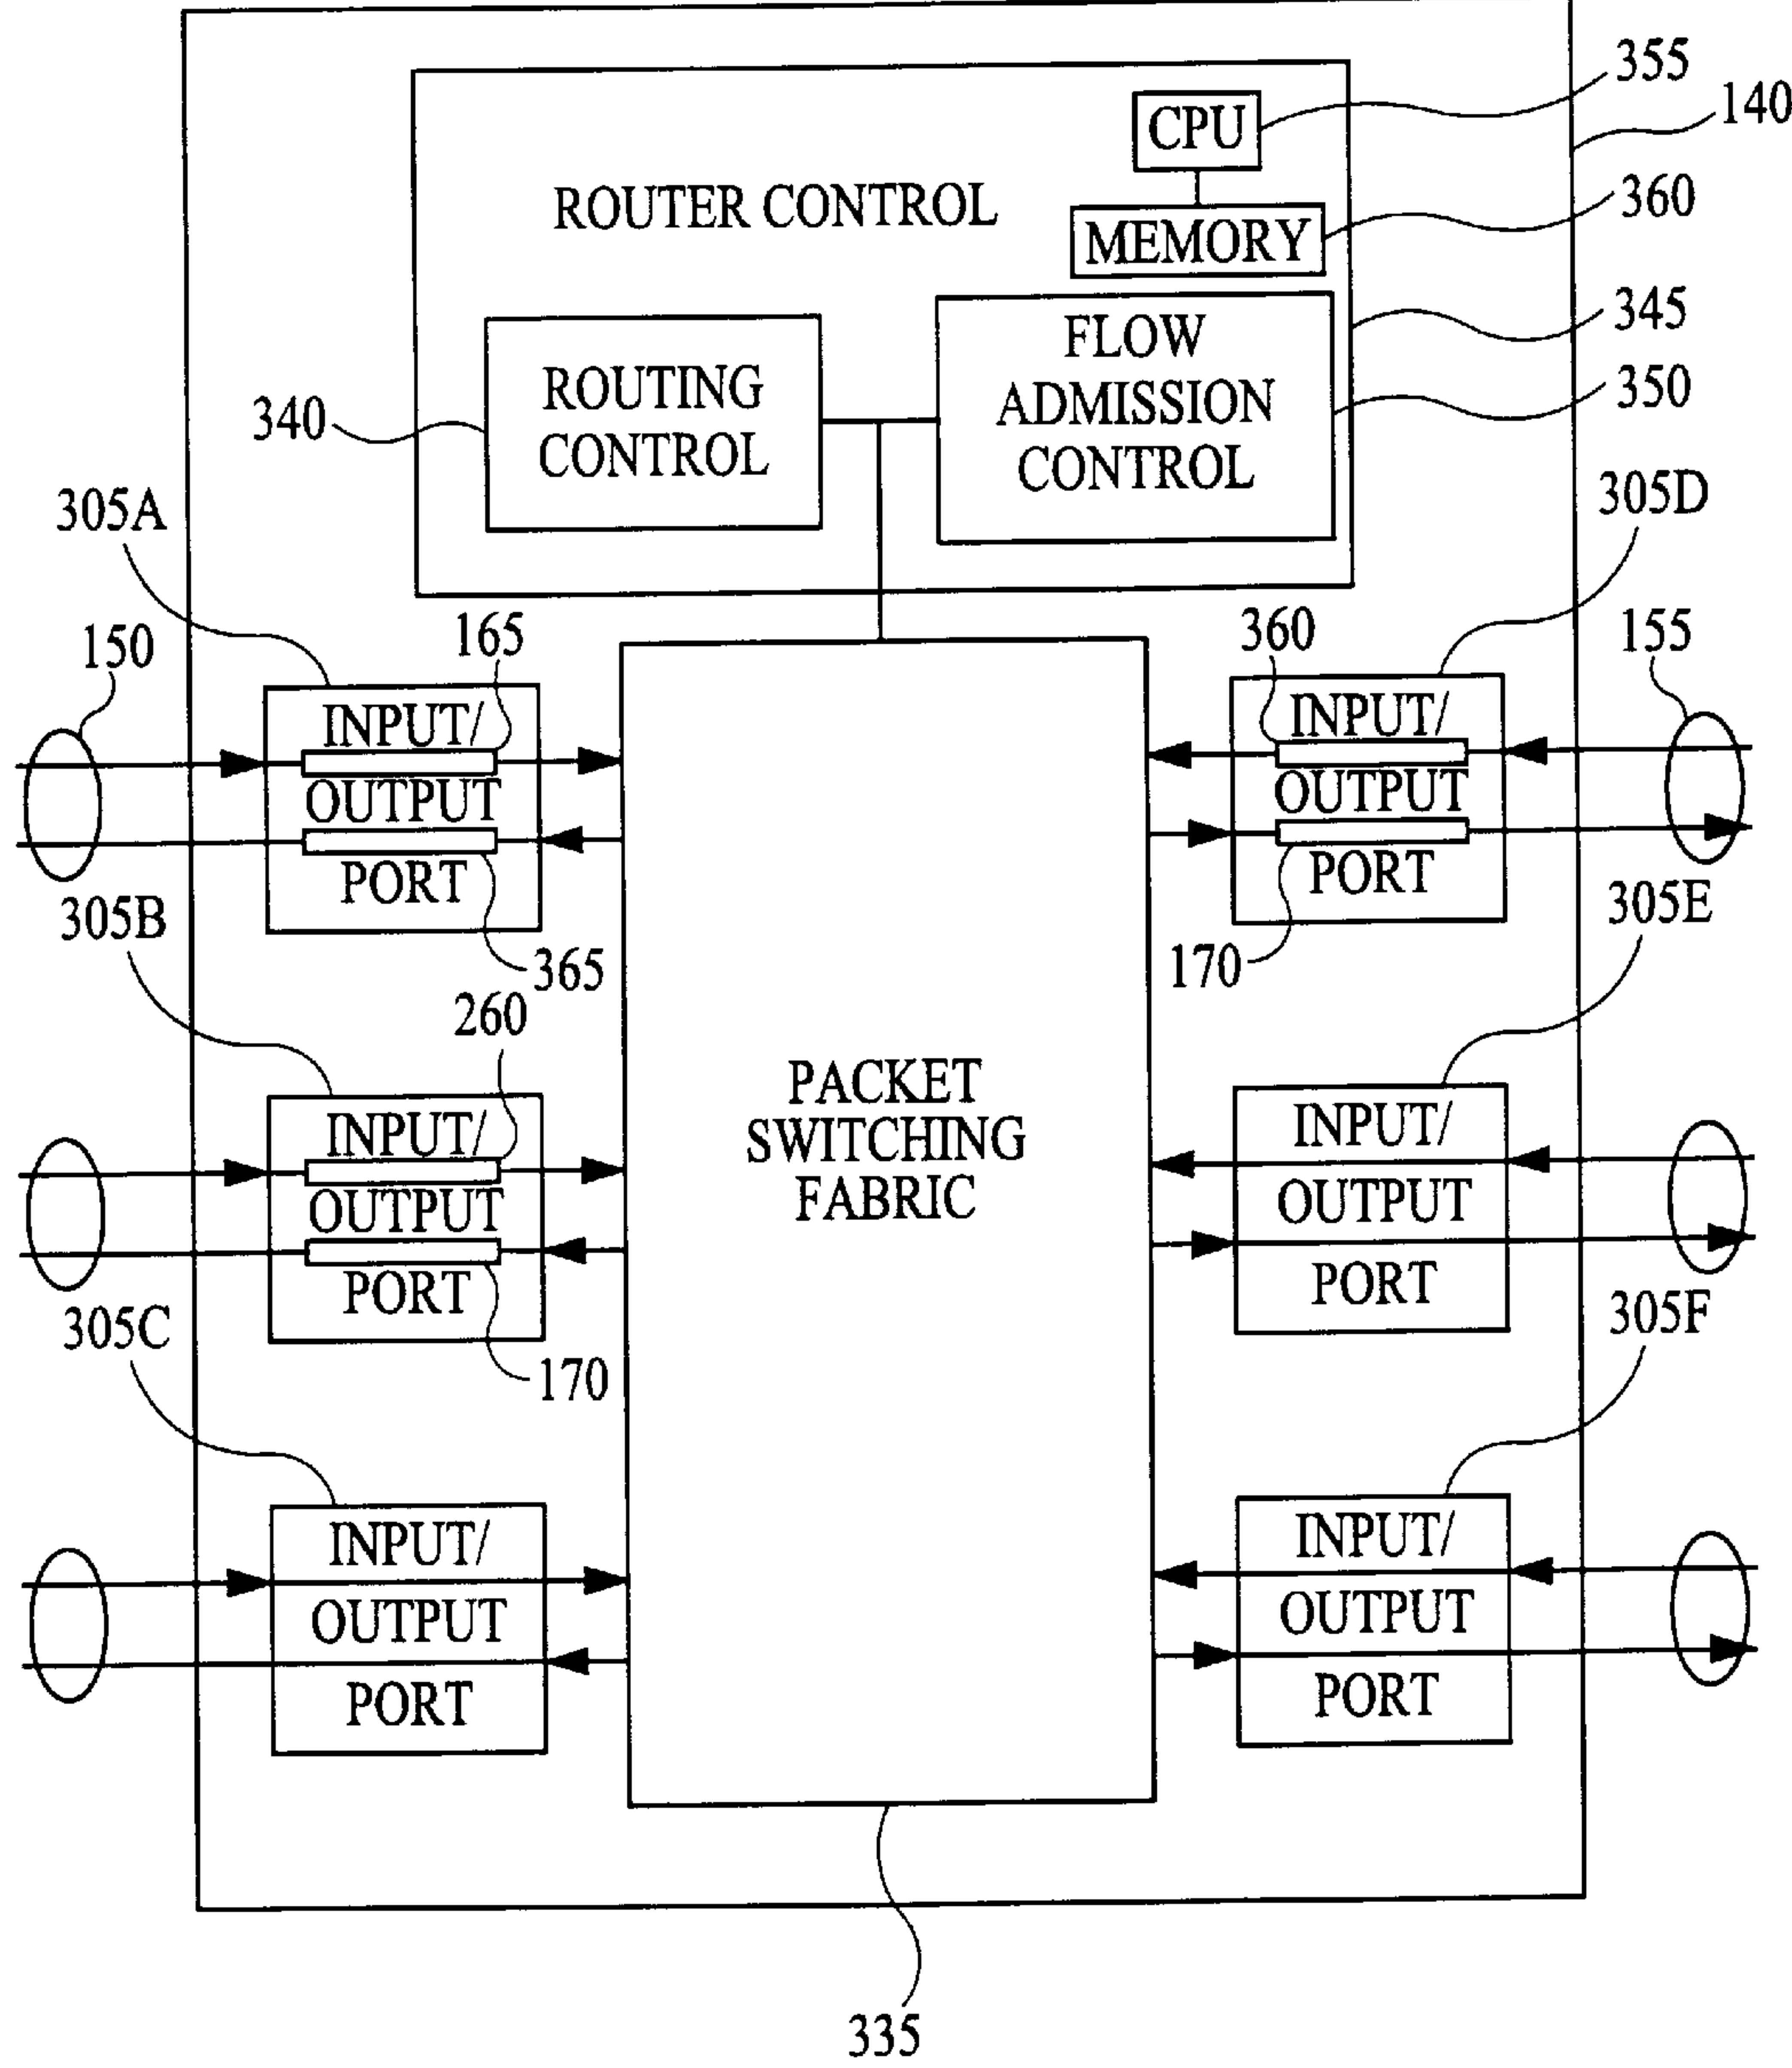 355
CPU
140
ROUTER CONTROL
360
MEMORY
345
FLOW
ADMISSION
CONTROL
350
ROUTING
CONTROL
340
305A
305D
150
165
360
155
INPUT/
OUTPUT
PORT
INPUT/
OUTPUT
PORT
305B
365
170
305E
260
PACKET
SWITCHING
FABRIC
INPUT/
OUTPUT
PORT
INPUT/
OUTPUT
PORT
305C
170
305F
INPUT/
OUTPUT
PORT
INPUT/
OUTPUT
PORT
335